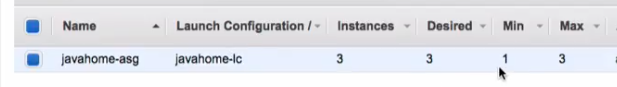 Name Launch Configuration / Instances Desired Min Max
javahome-asg javahome-lc 3 3 1 3